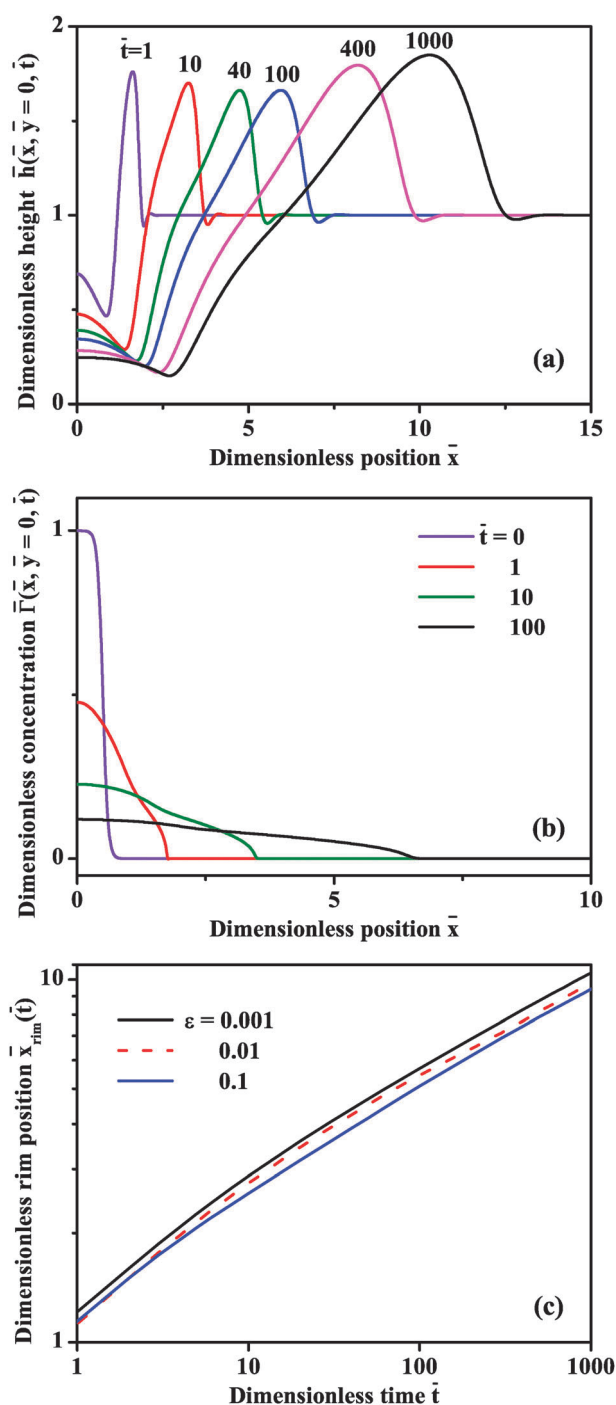 t̄=1
10
40
100
400
1000
2
1
0
0
5
10
15
Dimensionless height h̄(x̄, ȳ = 0, t̄)
(a)
Dimensionless position x̄
t̄ = 0
1
10
100
1
0
0
5
10
Dimensionless concentration Γ̄(x̄, ȳ = 0, t̄)
(b)
Dimensionless position x̄
ε = 0.001
0.01
0.1
10
1
1
10
100
1000
Dimensionless rim position x̄rim(t̄)
(c)
Dimensionless time t̄